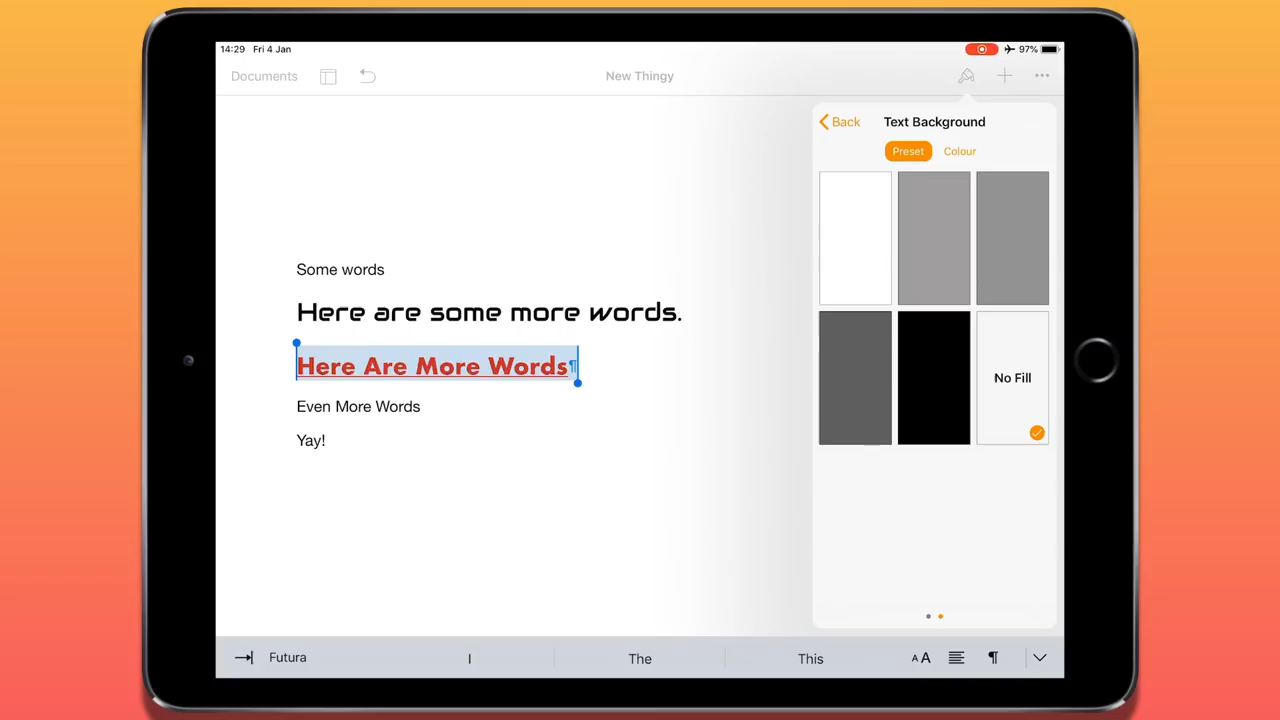 14:29 Fri 4 Jan
97%
Documents
New Thingy
Back
Text Background
Preset
Colour
No Fill
Some words
Here are some more words.
Here Are More Words¶
Even More Words
Yay!
Futura
I
The
This
AA
¶